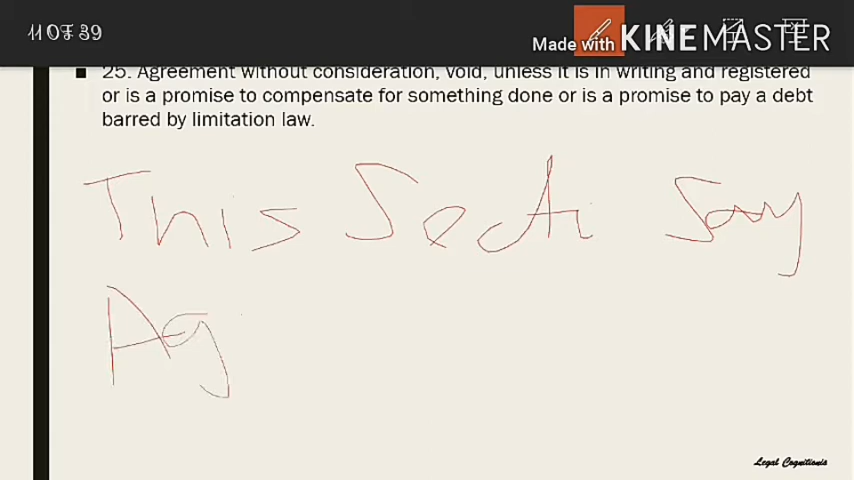 11 OF 39
Made with KINEMASTER
25. Agreement without consideration, void, unless it is in writing and registered
or is a promise to compensate for something done or is a promise to pay a debt
barred by limitation law.
This Secti Say
Ag
Legal Cognitionis